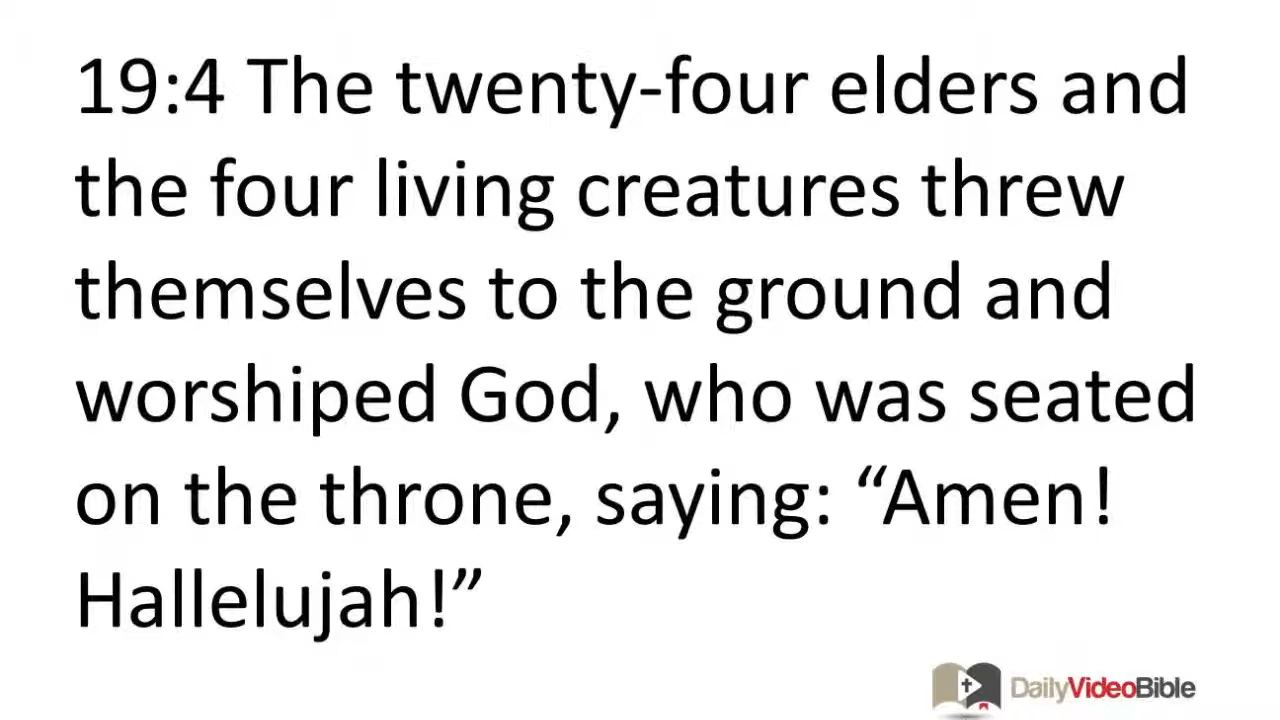 19:4 The twenty-four elders and
the four living creatures threw
themselves to the ground and
worshiped God, who was seated
on the throne, saying: “Amen!
Hallelujah!”
DailyVideoBible